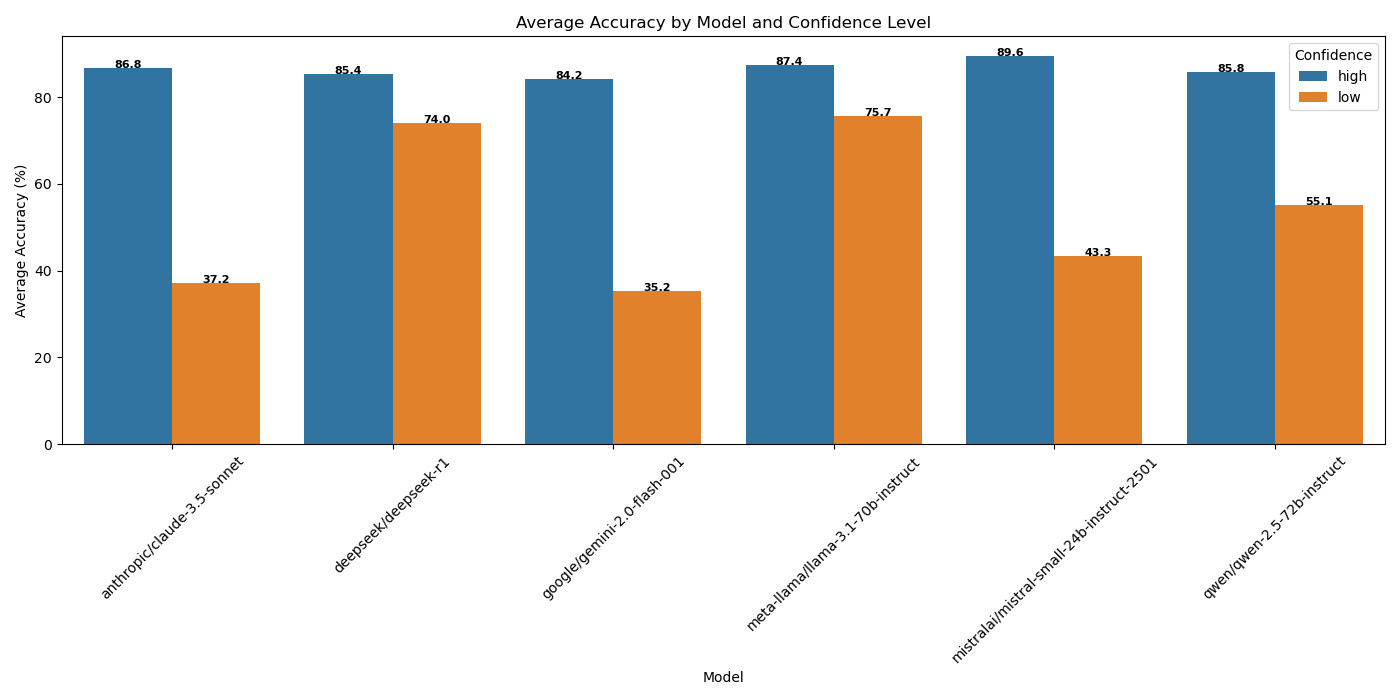 Average Accuracy by Model and Confidence Level
Average Accuracy (%)
80
60
40
20
0
86.8
37.2
85.4
74.0
84.2
35.2
87.4
75.7
89.6
43.3
85.8
55.1
Confidence
high
low
anthropic/claude-3.5-sonnet
deepseek/deepseek-r1
google/gemini-2.0-flash-001
meta-llama/llama-3.1-70b-instruct
mistralai/mistral-small-24b-instruct-2501
qwen/qwen-2.5-72b-instruct
Model